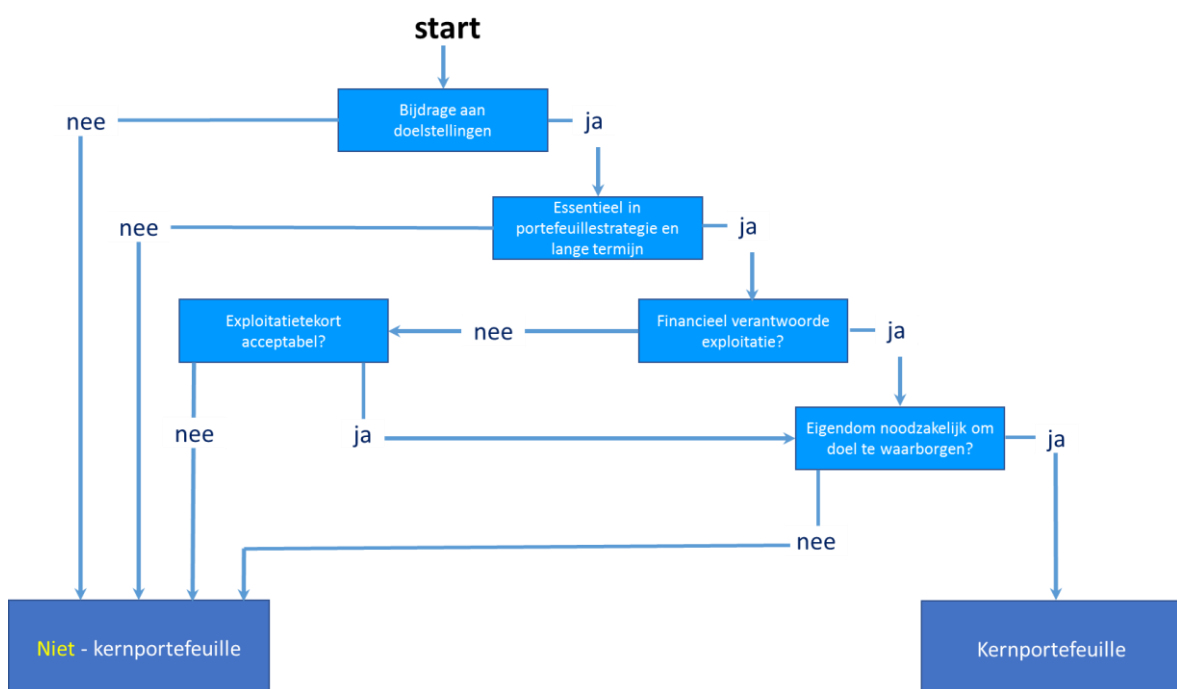 start
Bijdrage aan
doelstellingen
nee
ja
Essentieel in
portefeuillestrategie en
lange termijn
nee
ja
Exploitatietekort
acceptabel?
nee
Financieel verantwoorde
exploitatie?
ja
nee
ja
Eigendom noodzakelijk om
doel te waarborgen?
ja
nee
Niet - kernportefeuille
Kernportefeuille